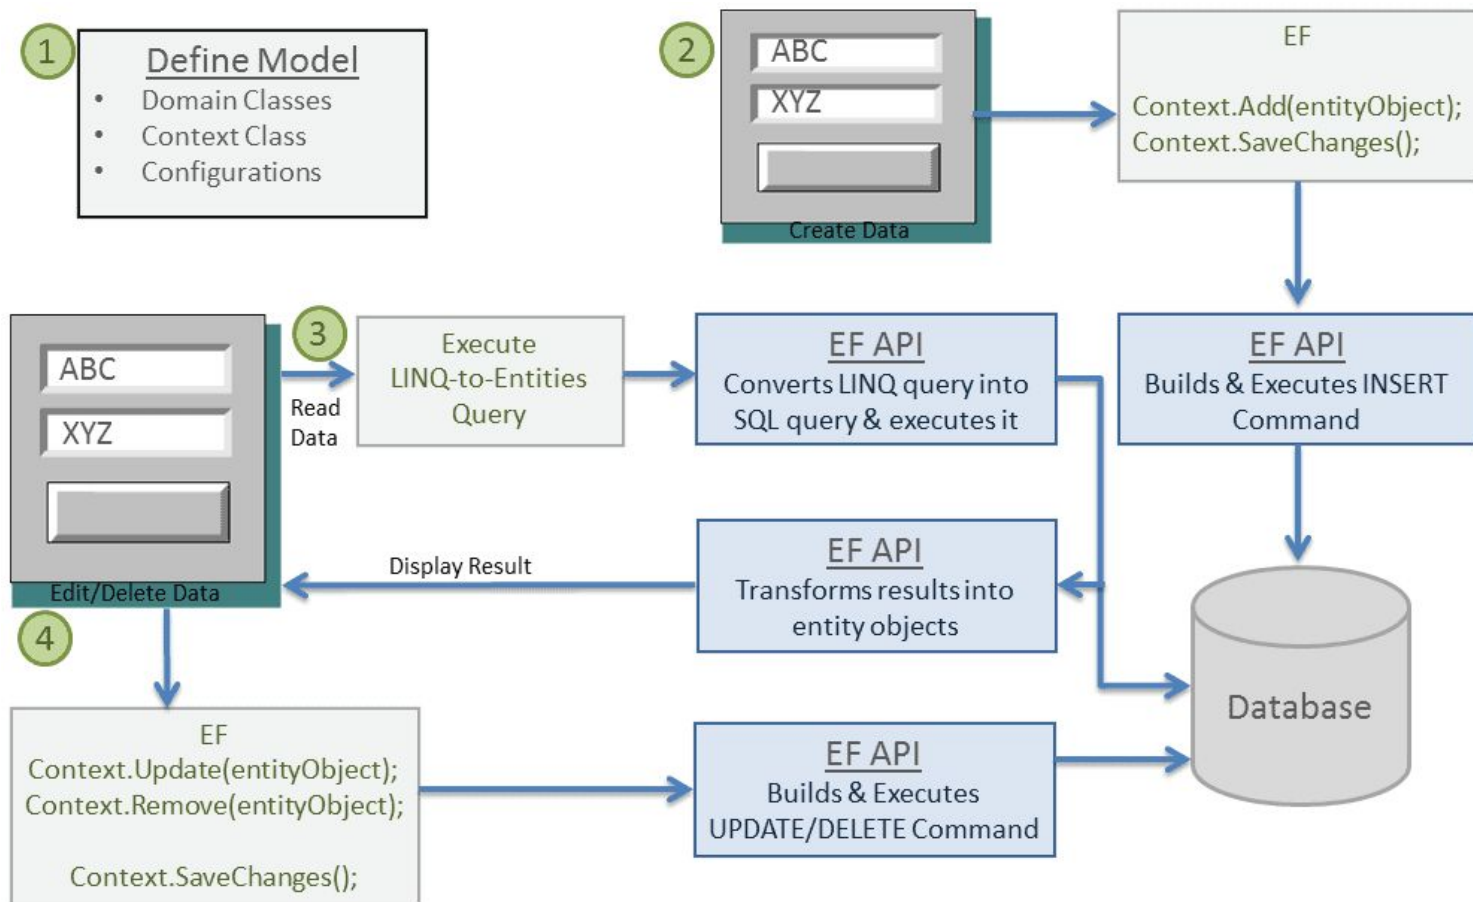 1
Define Model
• Domain Classes
• Context Class
• Configurations
2
ABC
XYZ
Create Data
EF
Context.Add(entityObject);
Context.SaveChanges();
ABC
XYZ
Edit/Delete Data
3
Read
Data
Execute
LINQ-to-Entities
Query
EF API
Converts LINQ query into
SQL query & executes it
EF API
Builds & Executes INSERT
Command
Display Result
EF API
Transforms results into
entity objects
Database
4
EF
Context.Update(entityObject);
Context.Remove(entityObject);
Context.SaveChanges();
EF API
Builds & Executes
UPDATE/DELETE Command